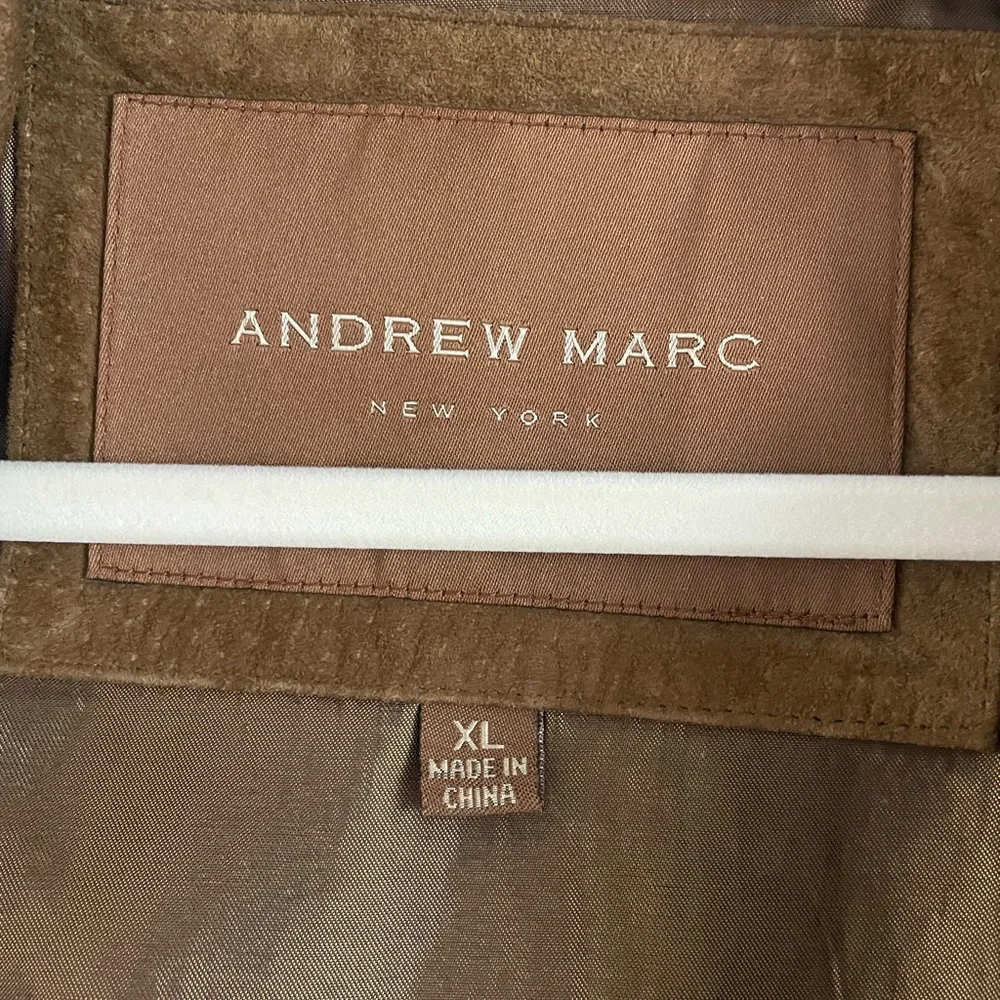 ANDREW MARC
NEW YORK
XL
MADE IN
CHINA